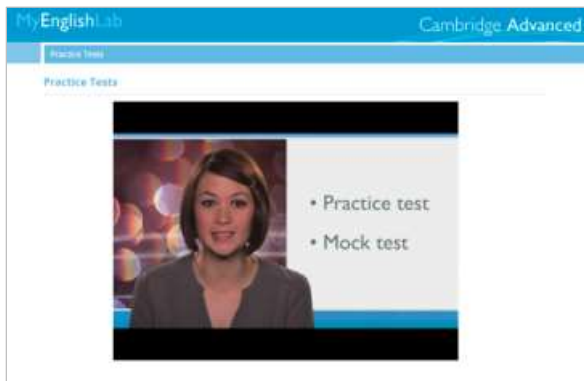 MyEnglishLab
Cambridge Advanced
Practice Tests
Practice Tests
• Practice test
• Mock test